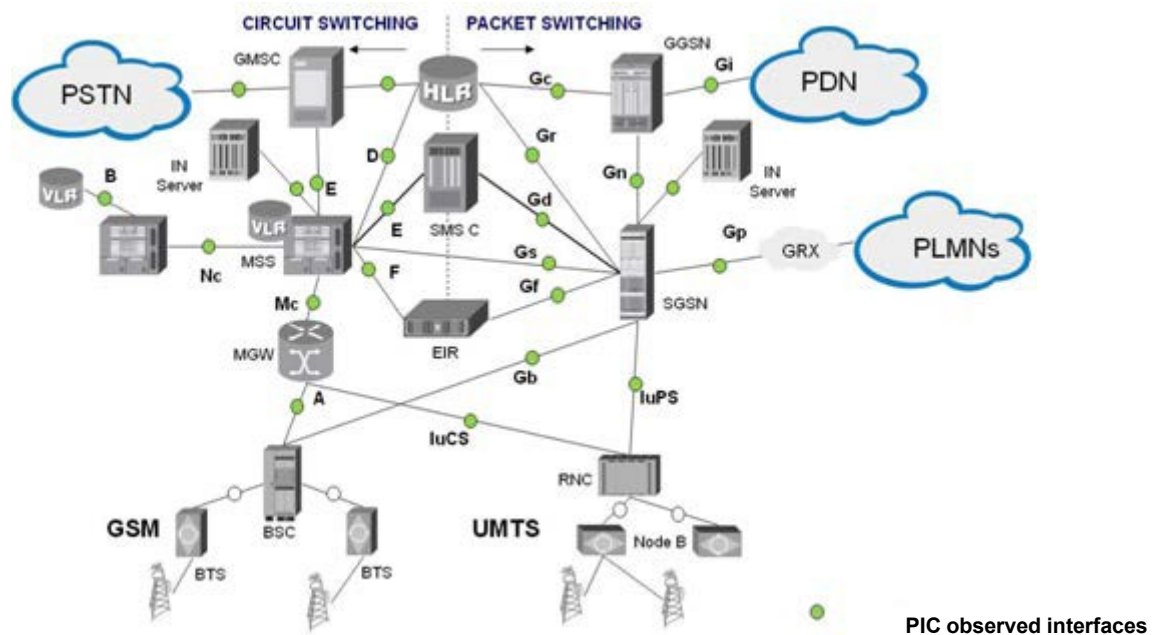 CIRCUIT SWITCHING
PACKET SWITCHING
GMSC
GGSN
PSTN
HLR
Gc
Gi
PDN
IN
Server
D
Gr
Gn
IN
Server
B
VLR
E
VLR
E
SMS C
Gd
Nc
MSS
F
Gs
Gf
Gp
GRX
PLMNs
SGSN
Mc
MGW
EIR
Gb
A
IuPS
IuCS
RNC
GSM
BSC
UMTS
Node B
BTS
BTS
PIC observed interfaces